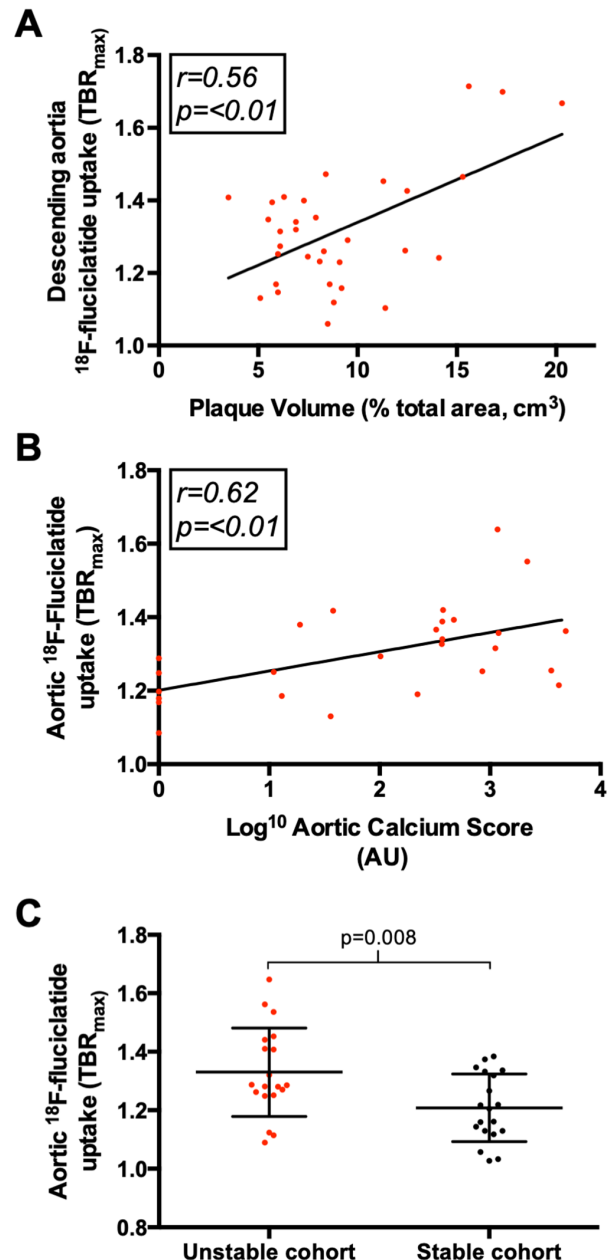 A
Descending aortia
¹⁸F-fluciclatide uptake (TBRmax)
1.8
1.6
1.4
1.2
1.0
r=0.56
p=<0.01
0 5 10 15 20
Plaque Volume (% total area, cm³)
B
Aortic ¹⁸F-Fluciclatide
uptake (TBRmax)
1.8
1.6
1.4
1.2
1.0
r=0.62
p=<0.01
0 1 2 3 4
Log¹⁰ Aortic Calcium Score
(AU)
C
Aortic ¹⁸F-fluciclatide
uptake (TBRmax)
1.8
1.6
1.4
1.2
1.0
0.8
p=0.008
Unstable cohort Stable cohort